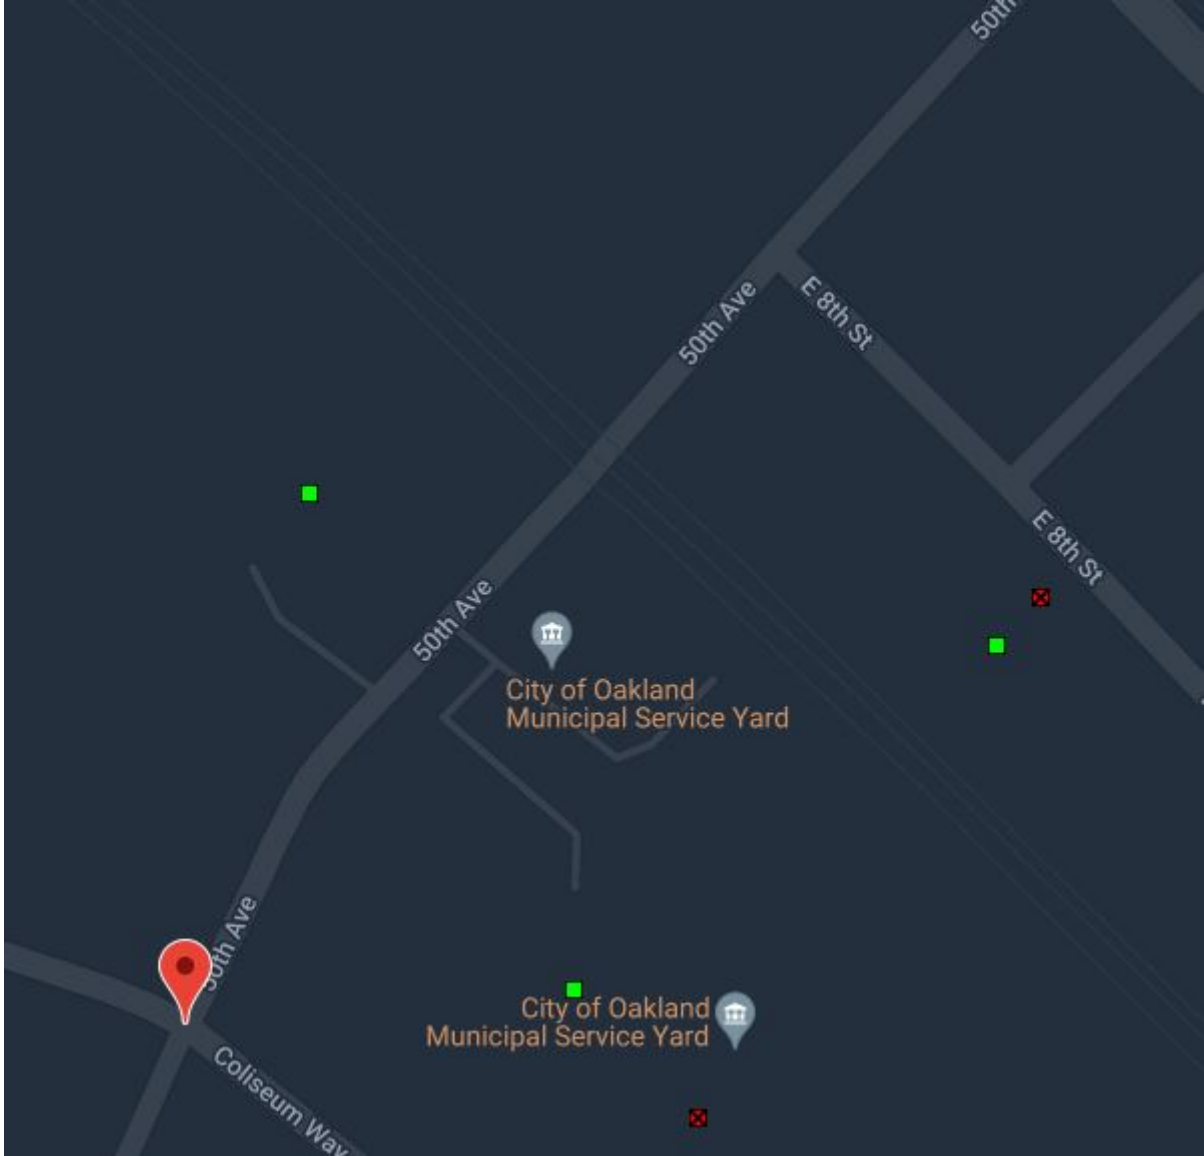 50th
50th Ave
E 8th St
E 8th St
50th Ave
City of Oakland
Municipal Service Yard
50th Ave
City of Oakland
Municipal Service Yard
Coliseum Way